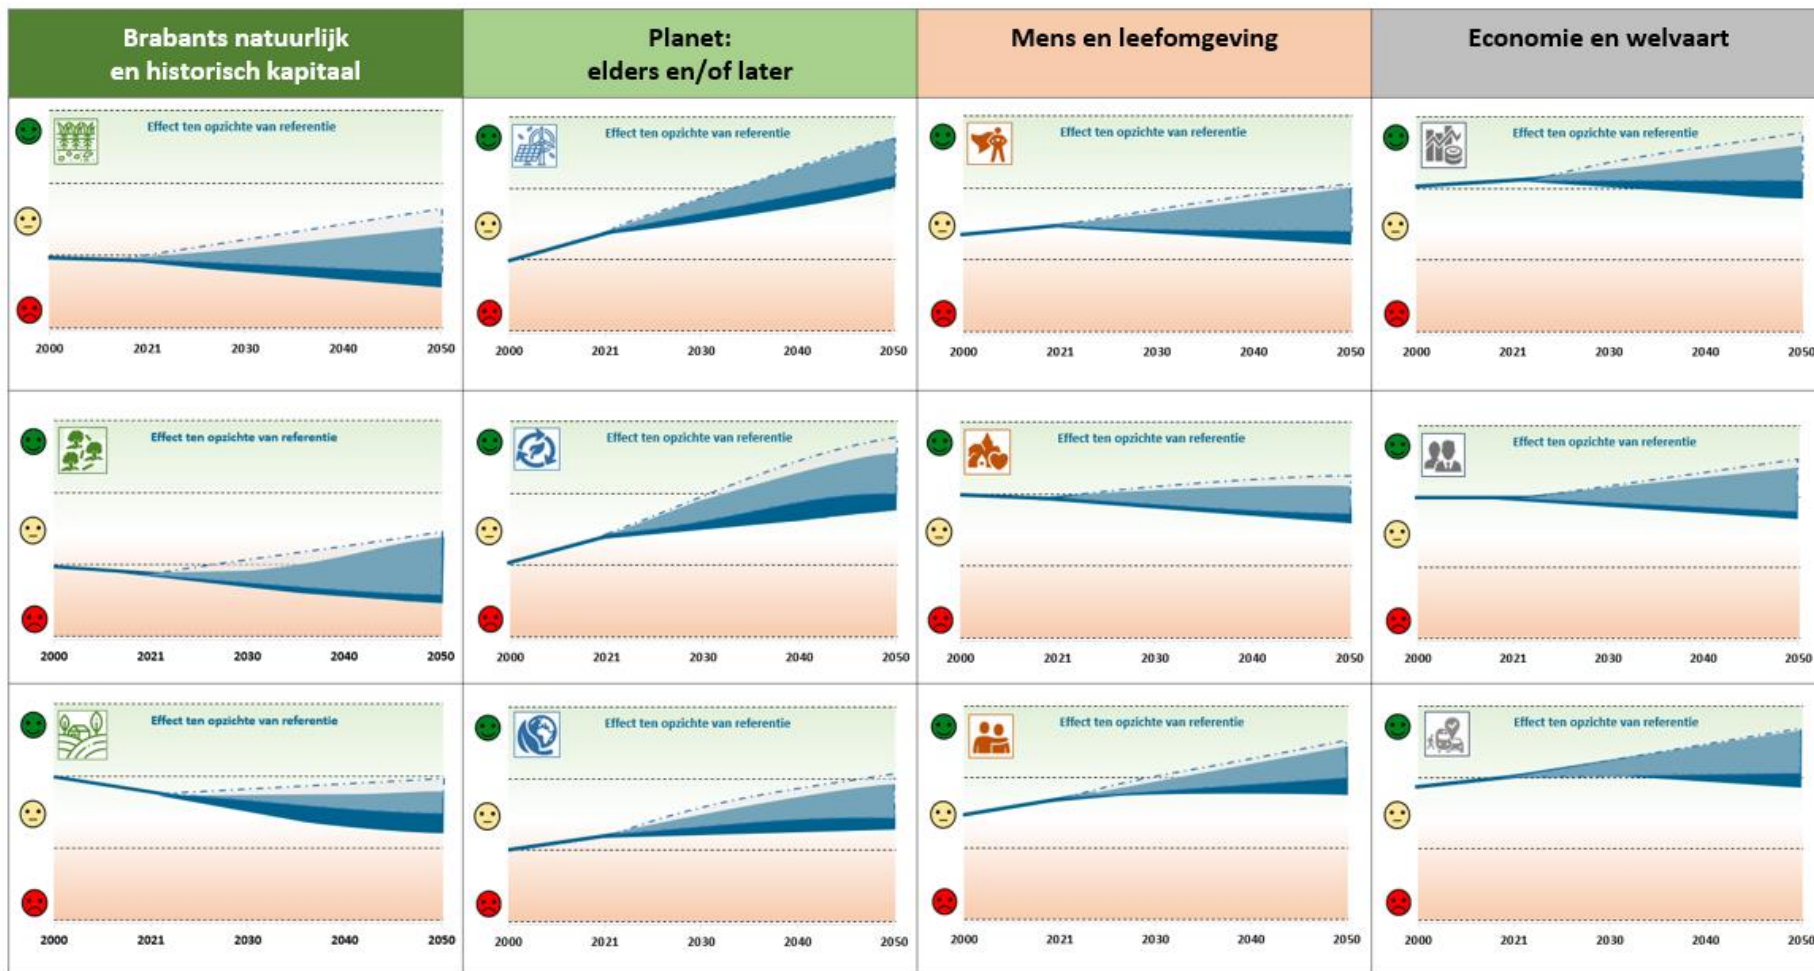 Brabants natuurlijk
en historisch kapitaal
Planet:
elders en/of later
Mens en leefomgeving
Economie en welvaart
Effect ten opzichte van referentie
2000 2021 2030 2040 2050
Effect ten opzichte van referentie
2000 2021 2030 2040 2050
Effect ten opzichte van referentie
2000 2021 2030 2040 2050
Effect ten opzichte van referentie
2000 2021 2030 2040 2050
Effect ten opzichte van referentie
2000 2021 2030 2040 2050
Effect ten opzichte van referentie
2000 2021 2030 2040 2050
Effect ten opzichte van referentie
2000 2021 2030 2040 2050
Effect ten opzichte van referentie
2000 2021 2030 2040 2050
Effect ten opzichte van referentie
2000 2021 2030 2040 2050
Effect ten opzichte van referentie
2000 2021 2030 2040 2050
Effect ten opzichte van referentie
2000 2021 2030 2040 2050
Effect ten opzichte van referentie
2000 2021 2030 2040 2050